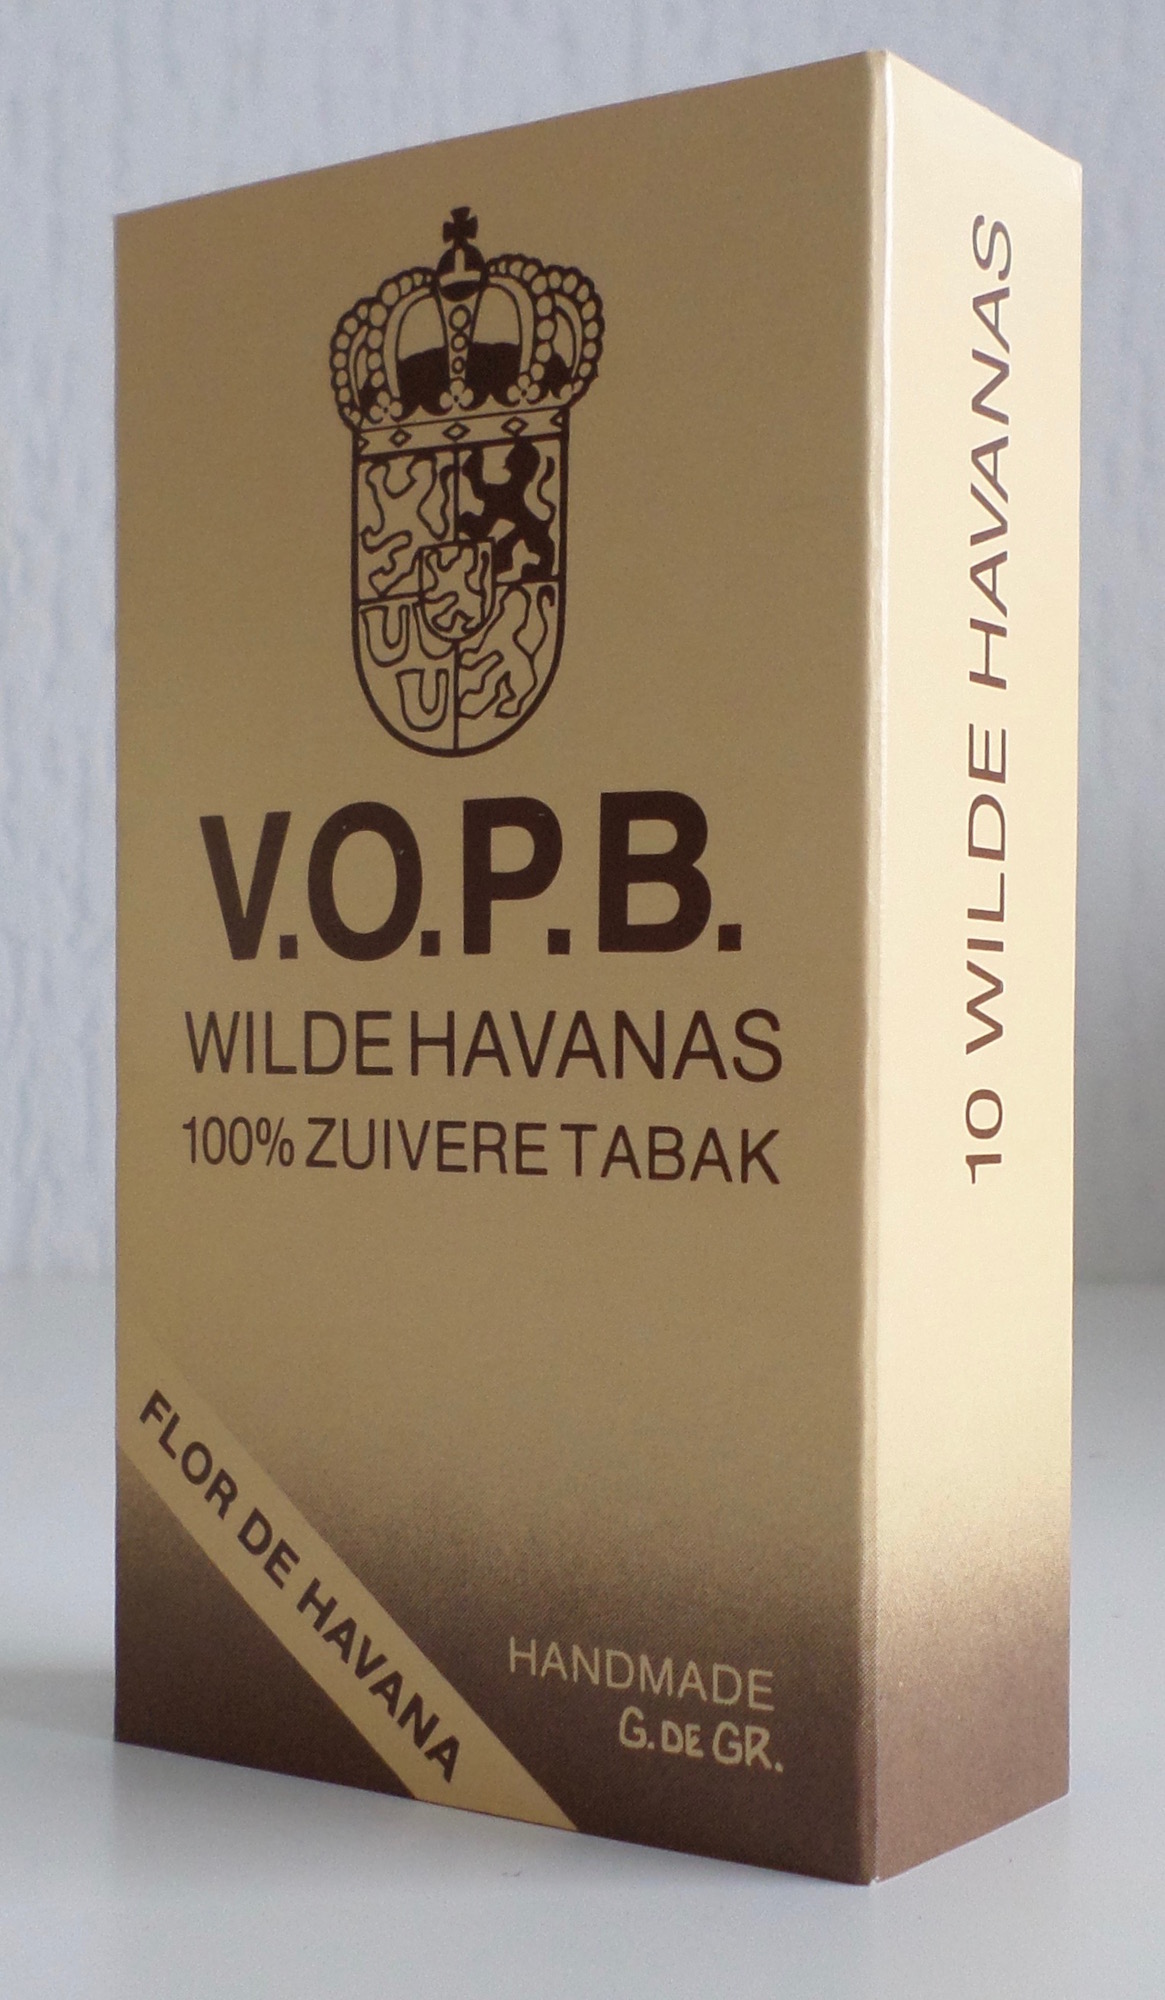 V.O.P.B.
WILDE HAVANAS
100% ZUIVERE TABAK
FLOR DE HAVANA
HANDMADE
G. DE GR.
10 WILDE HAVANAS